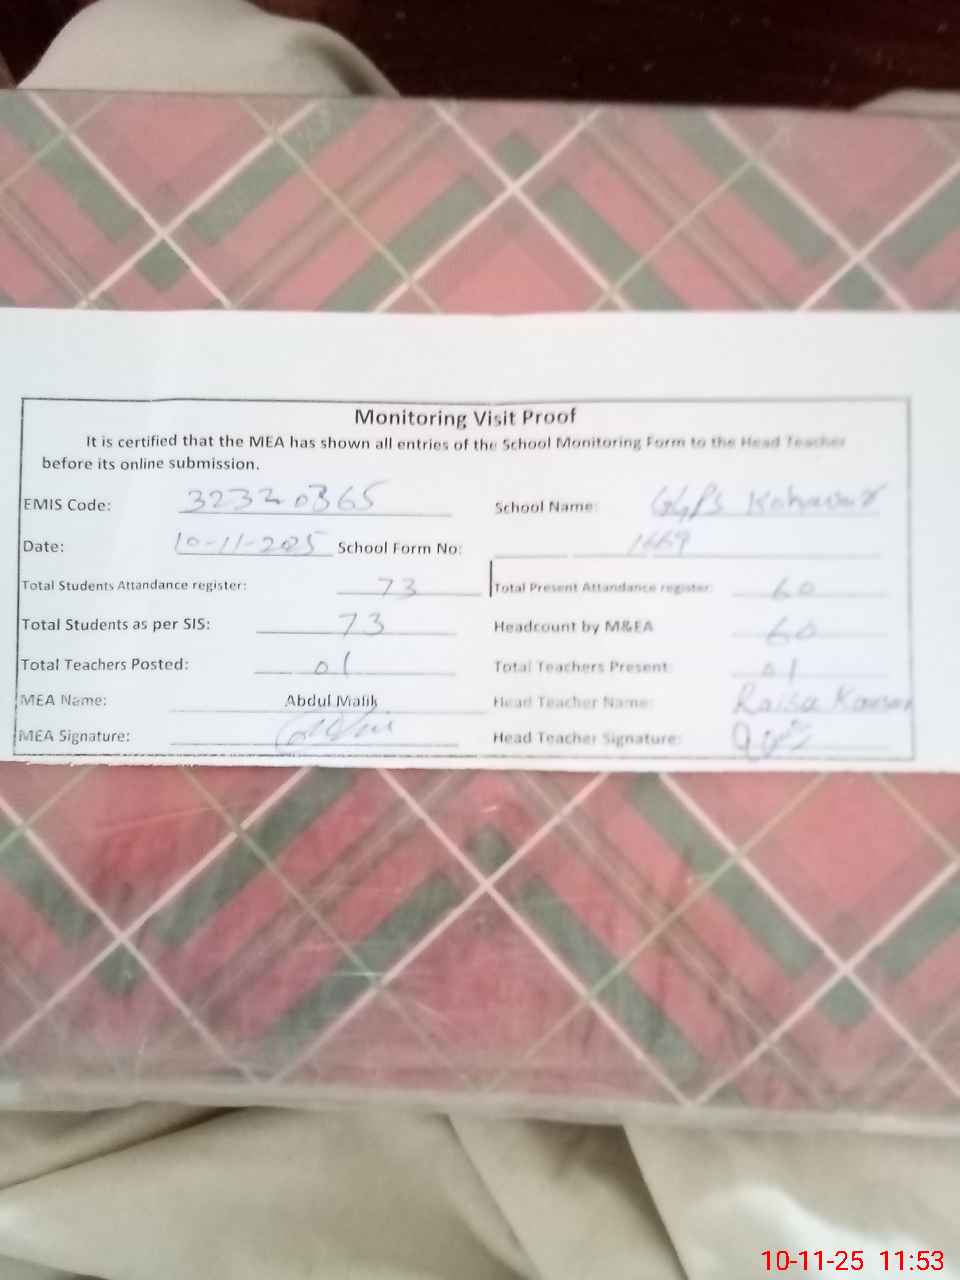 Monitoring Visit Proof
It is certified that the MEA has shown all entries of the School Monitoring Form to the Head Teacher
before its online submission.
EMIS Code: 32320365 School Name: GGPS
Date: 10-11-2025 School Form No: 1669
Total Students Attandance register: 73 Total Present Attandance register: 60
Total Students as per SIS: 73 Headcount by M&EA 60
Total Teachers Posted: 01 Total Teachers Present: 01
MEA Name: Abdul Malik Head Teacher Name: Raisa Kausar
MEA Signature: Head Teacher Signature:
10-11-25 11:53